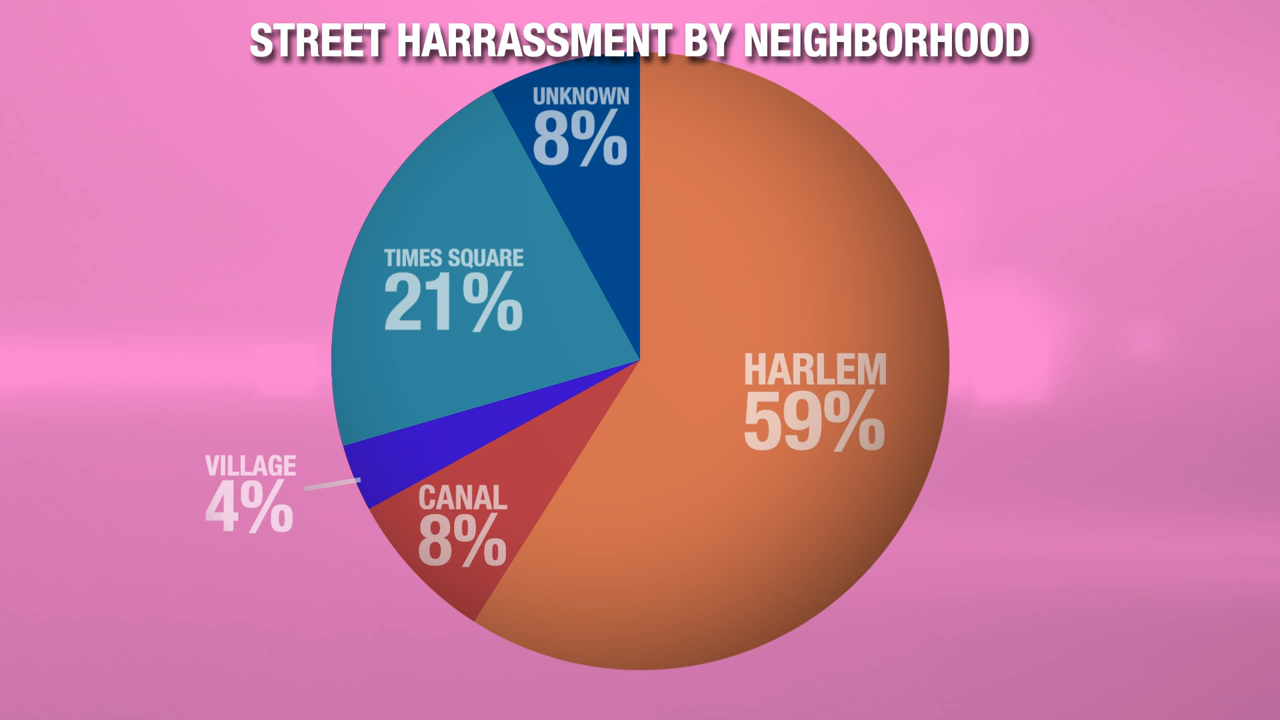 STREET HARRASSMENT BY NEIGHBORHOOD
UNKNOWN
8%
TIMES SQUARE
21%
HARLEM
59%
VILLAGE
4%
CANAL
8%